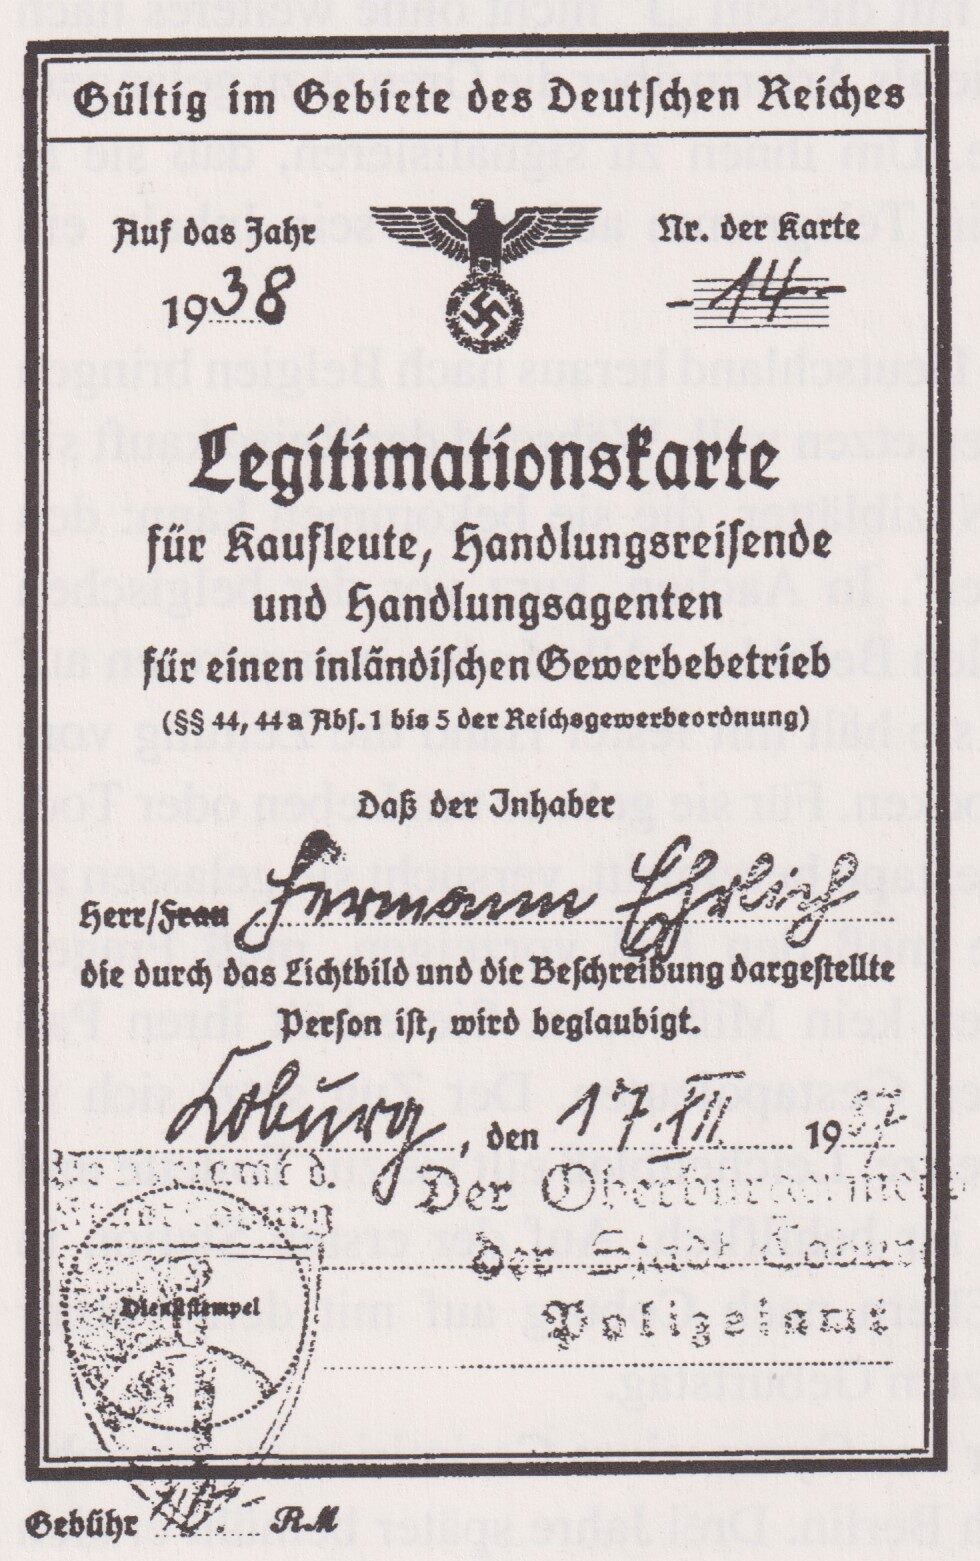 Gültig im Gebiete des Deutschen Reiches
Auf das Jahr
1938
Nr. der Karte
-14-
Legitimationskarte
für Kaufleute, Handlungsreisende
und Handlungsagenten
für einen inländischen Gewerbebetrieb
(§§ 44, 44a Abs. 1 bis 5 der Reichsgewerbeordnung)
Daß der Inhaber
Herr/Frau Hermann Ehrlich
die durch das Lichtbild und die Beschreibung dargestellte
Person ist, wird beglaubigt.
Coburg, den 17. XII 1937
Der Oberbürgermeister
der Stadt Coburg
Polizeiamt
Dienststempel
Gebühr RM